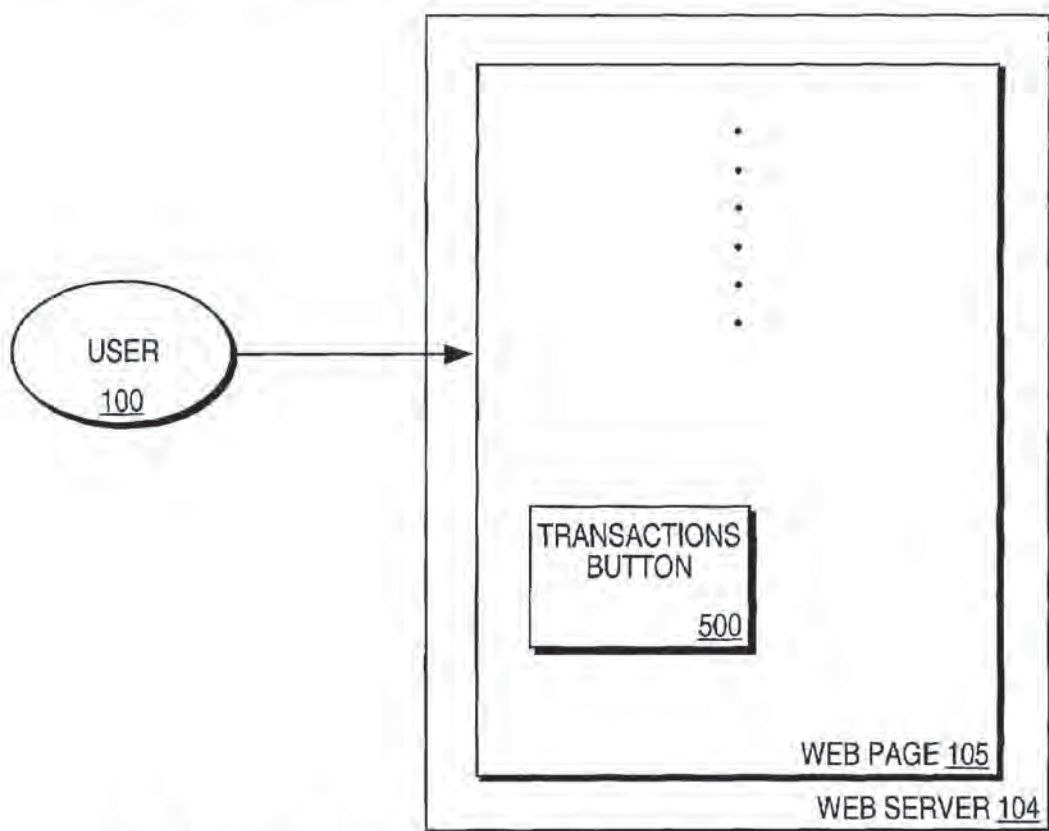 USER
100
TRANSACTIONS
BUTTON
500
WEB PAGE 105
WEB SERVER 104